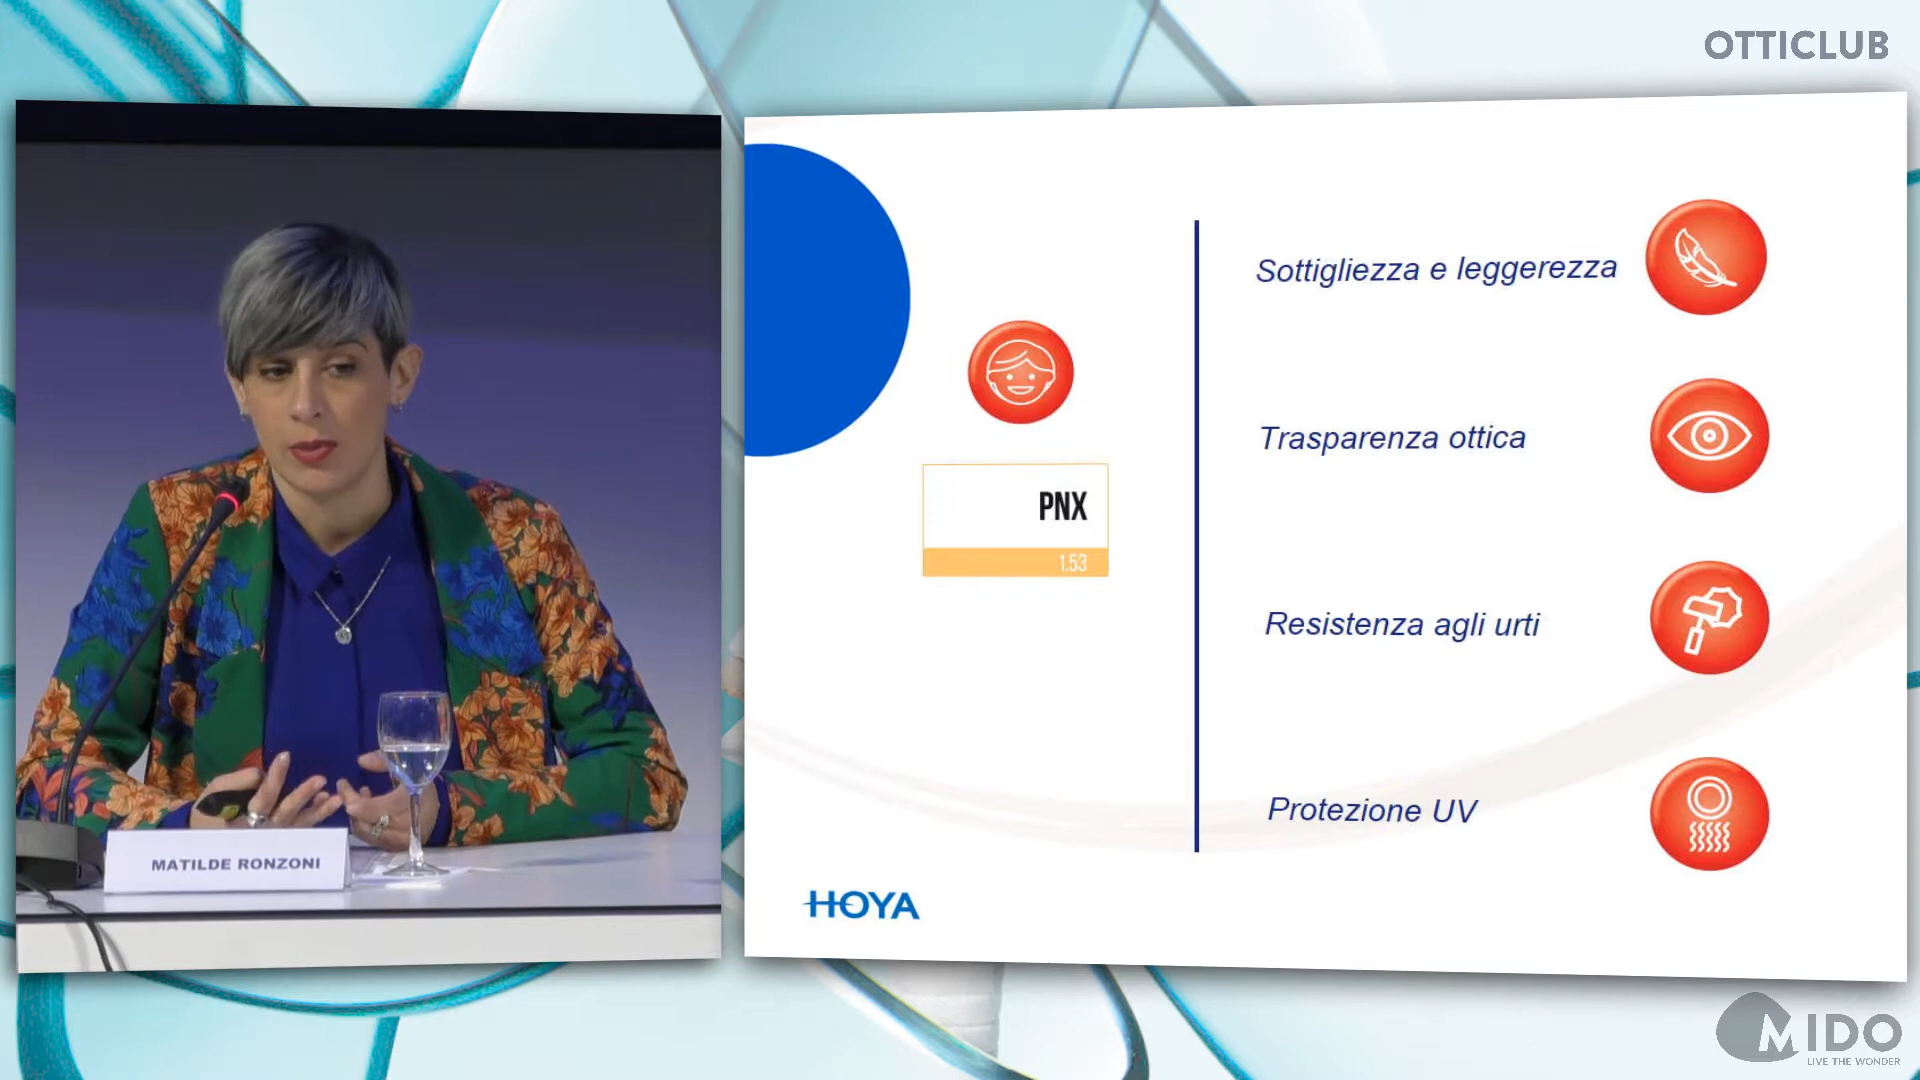 OTTICLUB
MATILDE RONZONI
PNX
1.53
Sottigliezza e leggerezza
Trasparenza ottica
Resistenza agli urti
Protezione UV
HOYA
MIDO
LIVE THE WONDER